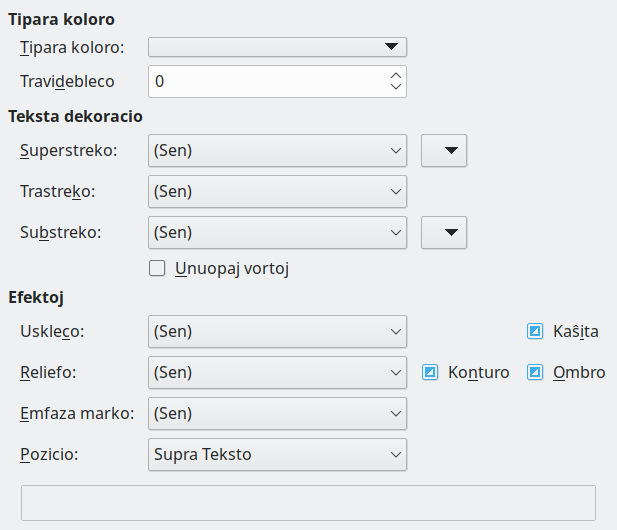 Tipara koloro
Tipara koloro:
Travidebleco 0
Teksta dekoracio
Superstreko: (Sen)
Trastreko: (Sen)
Substreko: (Sen)
Unuopaj vortoj
Efektoj
Uskleco: (Sen) Kaŝita
Reliefo: (Sen) Konturo Ombro
Emfaza marko: (Sen)
Pozicio: Supra Teksto